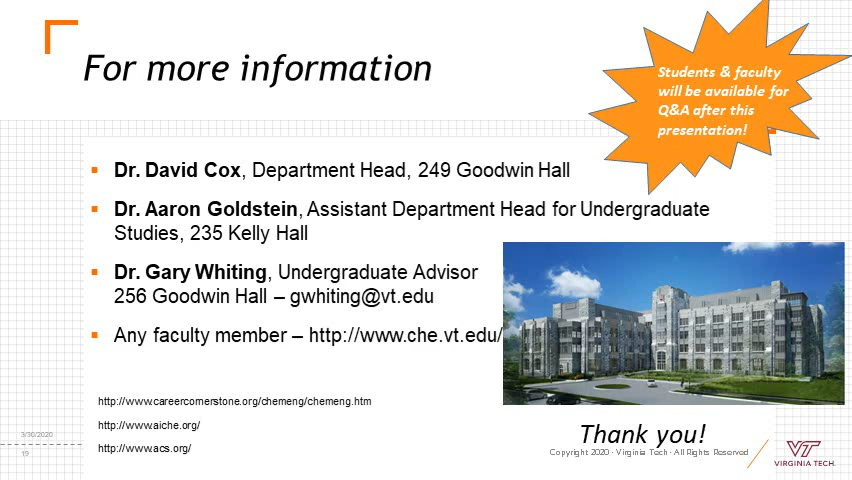 For more information
Students & faculty
will be available for
Q&A after this
presentation!
Dr. David Cox, Department Head, 249 Goodwin Hall
Dr. Aaron Goldstein, Assistant Department Head for Undergraduate
Studies, 235 Kelly Hall
Dr. Gary Whiting, Undergraduate Advisor
256 Goodwin Hall – gwhiting@vt.edu
Any faculty member – http://www.che.vt.edu/
http://www.careercornerstone.org/chemeng/chemeng.htm
http://www.aiche.org/
http://www.acs.org/
Thank you!
3/30/2020
19
Copyright 2020 · Virginia Tech · All Rights Reserved
VT
VIRGINIA TECH.